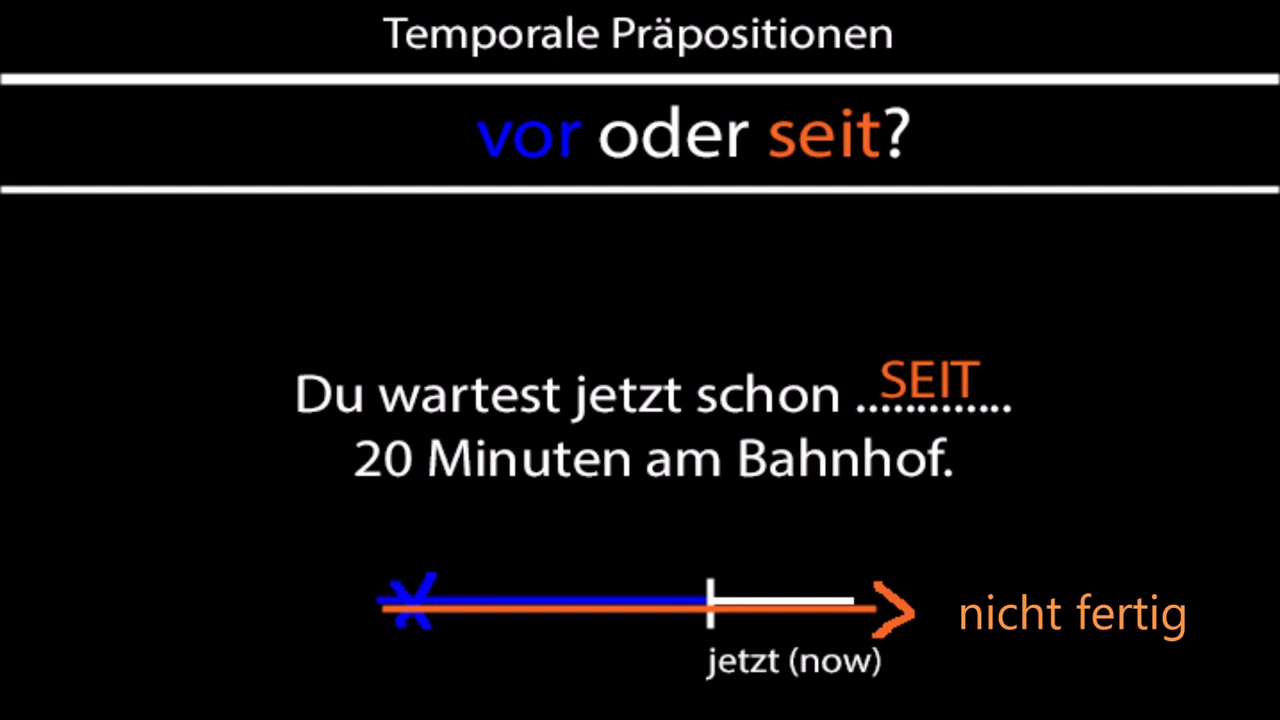 Temporale Präpositionen
vor oder seit?
Du wartest jetzt schon .............
SEIT
20 Minuten am Bahnhof.
nicht fertig
jetzt (now)